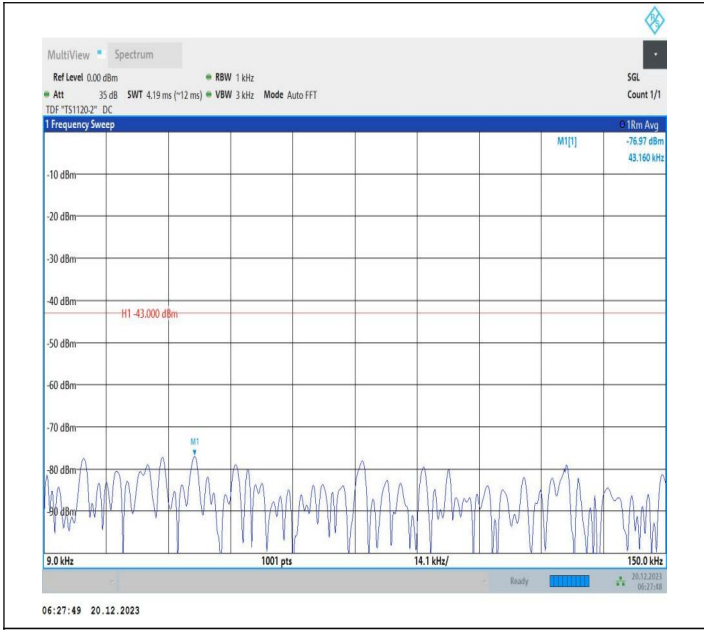 R&S
MultiView Spectrum
Ref Level 0.00 dBm RBW 1 kHz SGL
Att 35 dB SWT 4.19 ms (~12 ms) VBW 3 kHz Mode Auto FFT Count 1/1
TDF "TS1120-2" DC
1 Frequency Sweep 1Rm Avg
M1[1] -76.97 dBm
43.160 kHz
-10 dBm
-20 dBm
-30 dBm
-40 dBm
H1 -43.000 dBm
-50 dBm
-60 dBm
-70 dBm
M1
-80 dBm
-90 dBm
9.0 kHz 1001 pts 14.1 kHz/ 150.0 kHz
Ready 20.12.2023
06:27:48
06:27:49 20.12.2023